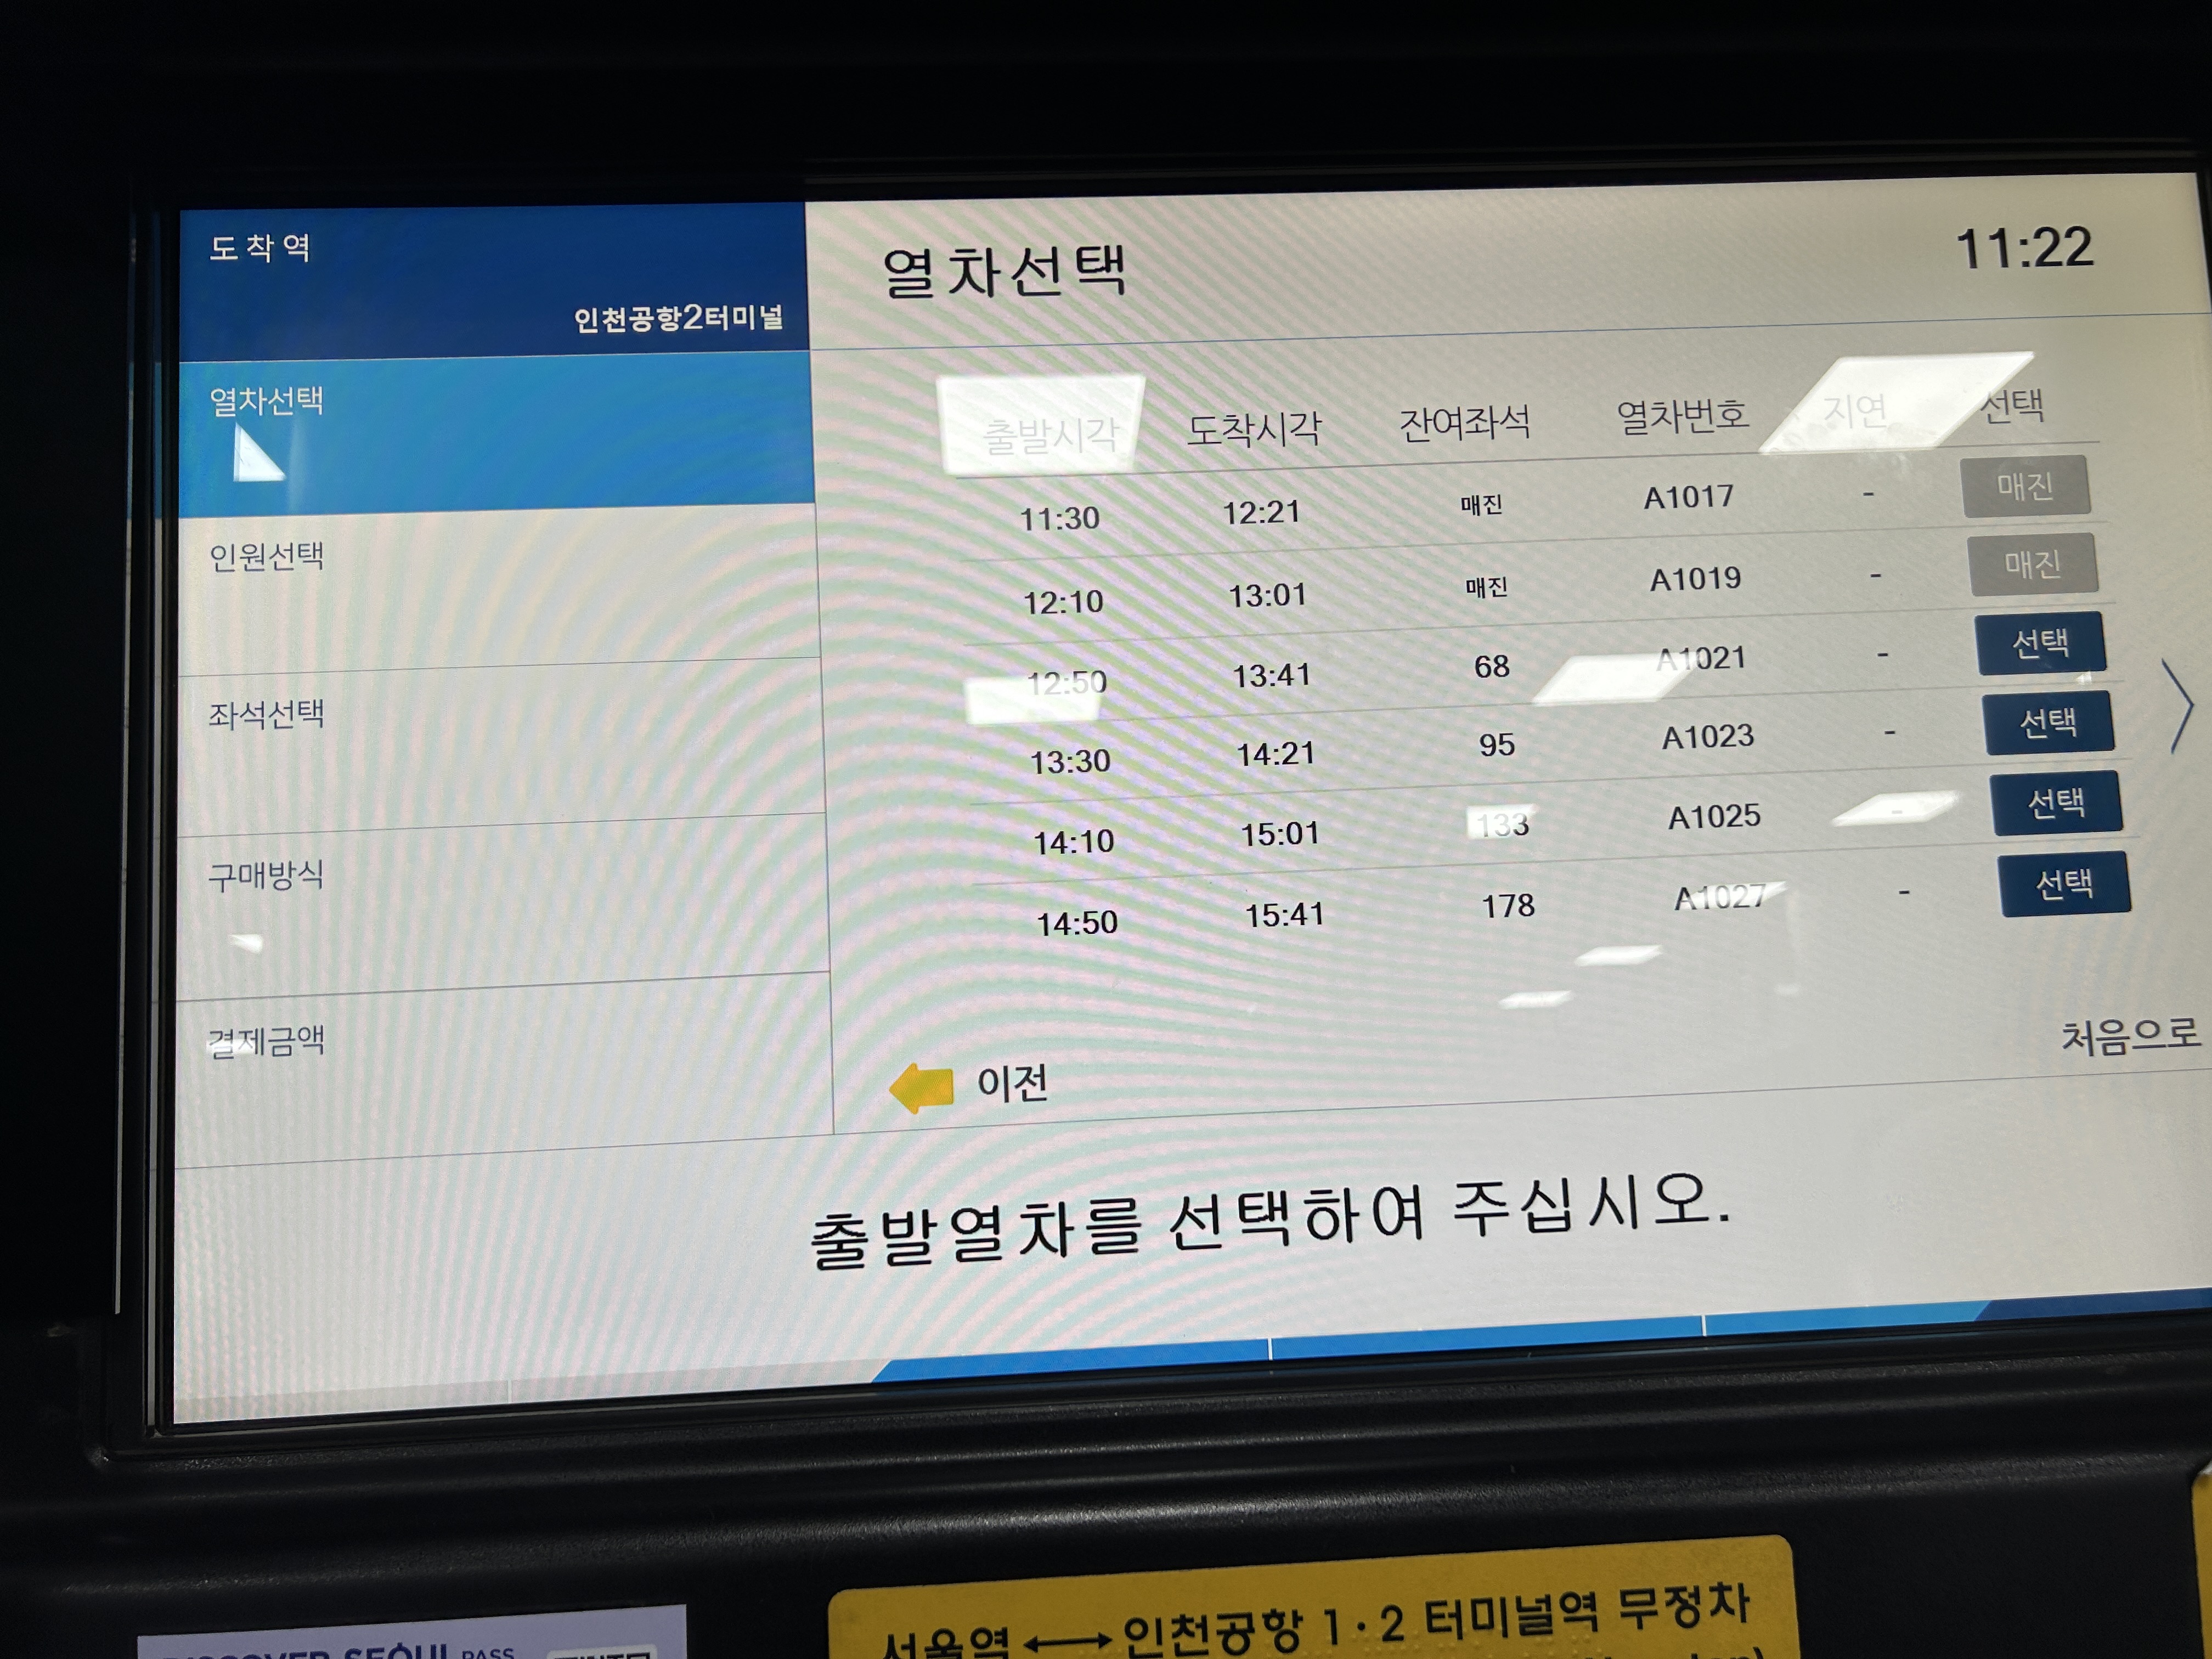 도착역
인천공항2터미널
열차선택
인원선택
좌석선택
구매방식
결제금액
열차선택
11:22
출발시각 도착시각 잔여좌석 열차번호 지연 선택
11:30 12:21 매진 A1017 - 매진
12:10 13:01 매진 A1019 - 매진
12:50 13:41 68 A1021 - 선택
13:30 14:21 95 A1023 - 선택
14:10 15:01 133 A1025 - 선택
14:50 15:41 178 A1027 - 선택
이전
처음으로
출발열차를 선택하여 주십시오.
서울역 ↔ 인천공항 1·2 터미널역 무정차
DISCOVER SEOUL PASS